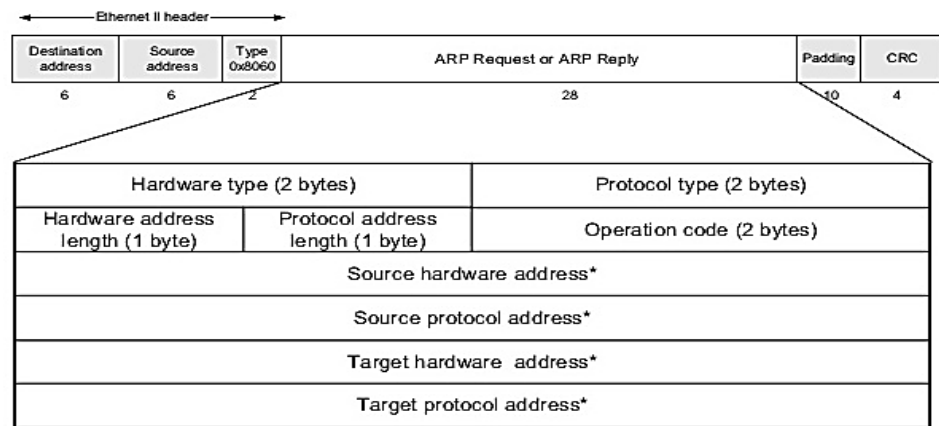 Ethernet II header
Destination address
Source address
Type 0x8060
ARP Request or ARP Reply
Padding
CRC
6
6
2
28
10
4
Hardware type (2 bytes)
Protocol type (2 bytes)
Hardware address length (1 byte)
Protocol address length (1 byte)
Operation code (2 bytes)
Source hardware address*
Source protocol address*
Target hardware address*
Target protocol address*